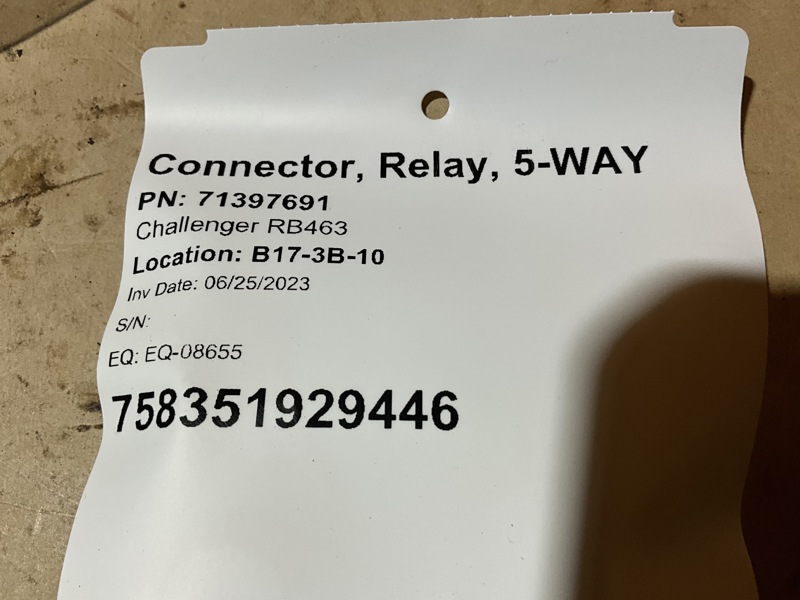 Connector, Relay, 5-WAY
PN: 71397691
Challenger RB463
Location: B17-3B-10
Inv Date: 06/25/2023
S/N:
EQ: EQ-08655
758351929446